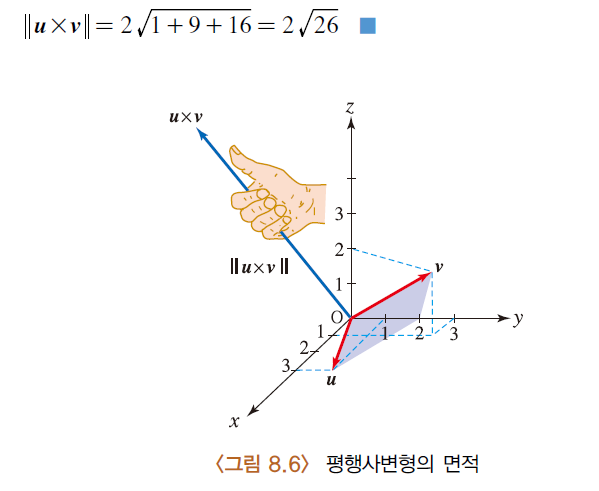 ‖u×v‖ = 2√1+9+16 = 2√26 ■
z
u×v
3
2
v
‖u×v‖
1
O
y
1
1 2 3
2
3
u
x
〈그림 8.6〉 평행사변형의 면적